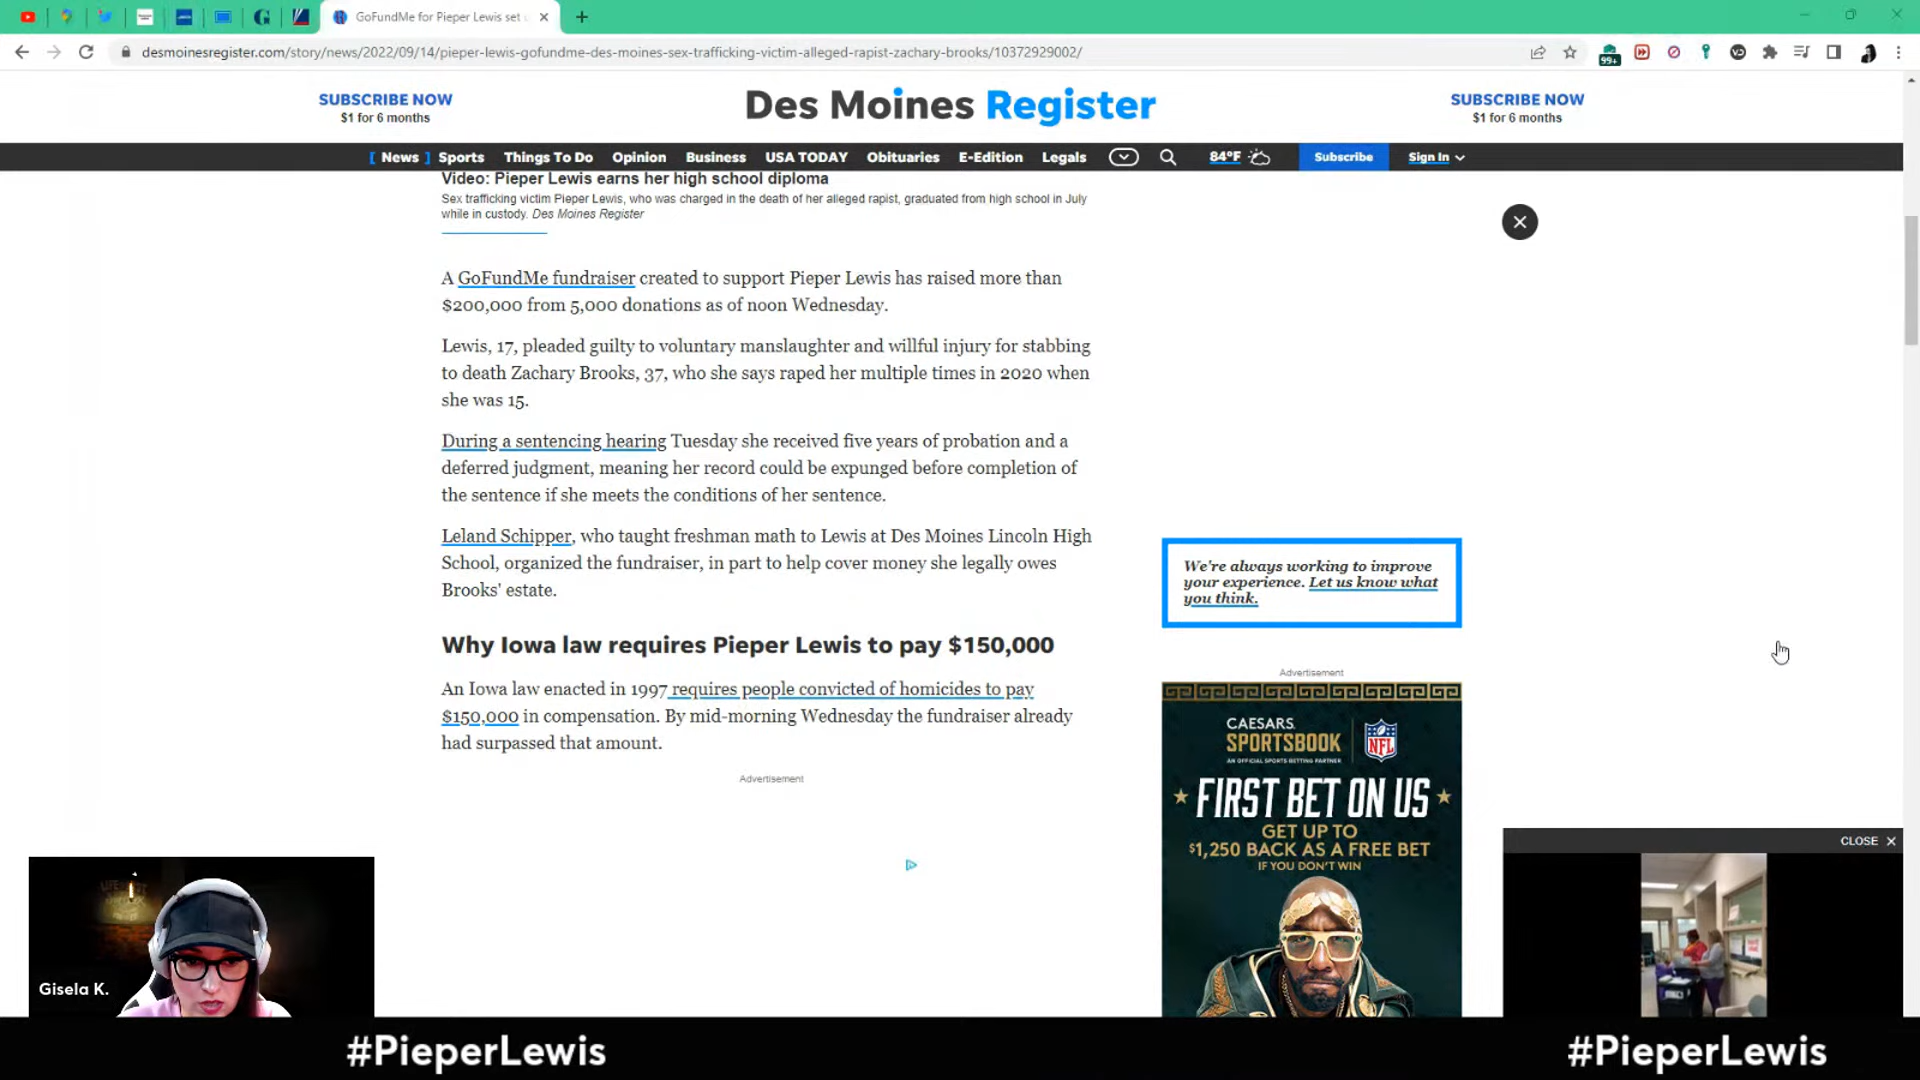 GoFundMe for Pieper Lewis set
desmoinesregister.com/story/news/2022/09/14/pieper-lewis-gofundme-des-moines-sex-trafficking-victim-alleged-rapist-zachary-brooks/10372929002/
99+
SUBSCRIBE NOW
$1 for 6 months
Des Moines Register
SUBSCRIBE NOW
$1 for 6 months
[ News ] Sports Things To Do Opinion Business USA TODAY Obituaries E-Edition Legals 84°F Subscribe Sign In
Video: Pieper Lewis earns her high school diploma
Sex trafficking victim Pieper Lewis, who was charged in the death of her alleged rapist, graduated from high school in July
while in custody. Des Moines Register
A GoFundMe fundraiser created to support Pieper Lewis has raised more than
$200,000 from 5,000 donations as of noon Wednesday.
Lewis, 17, pleaded guilty to voluntary manslaughter and willful injury for stabbing
to death Zachary Brooks, 37, who she says raped her multiple times in 2020 when
she was 15.
During a sentencing hearing Tuesday she received five years of probation and a
deferred judgment, meaning her record could be expunged before completion of
the sentence if she meets the conditions of her sentence.
Leland Schipper, who taught freshman math to Lewis at Des Moines Lincoln High
School, organized the fundraiser, in part to help cover money she legally owes
Brooks' estate.
Why Iowa law requires Pieper Lewis to pay $150,000
An Iowa law enacted in 1997 requires people convicted of homicides to pay
$150,000 in compensation. By mid-morning Wednesday the fundraiser already
had surpassed that amount.
Advertisement
We're always working to improve
your experience. Let us know what
you think.
Advertisement
CAESARS
SPORTSBOOK
AN OFFICIAL SPORTS BETTING PARTNER
NFL
FIRST BET ON US
GET UP TO
$1,250 BACK AS A FREE BET
IF YOU DON'T WIN
CLOSE
Gisela K.
#PieperLewis
#PieperLewis